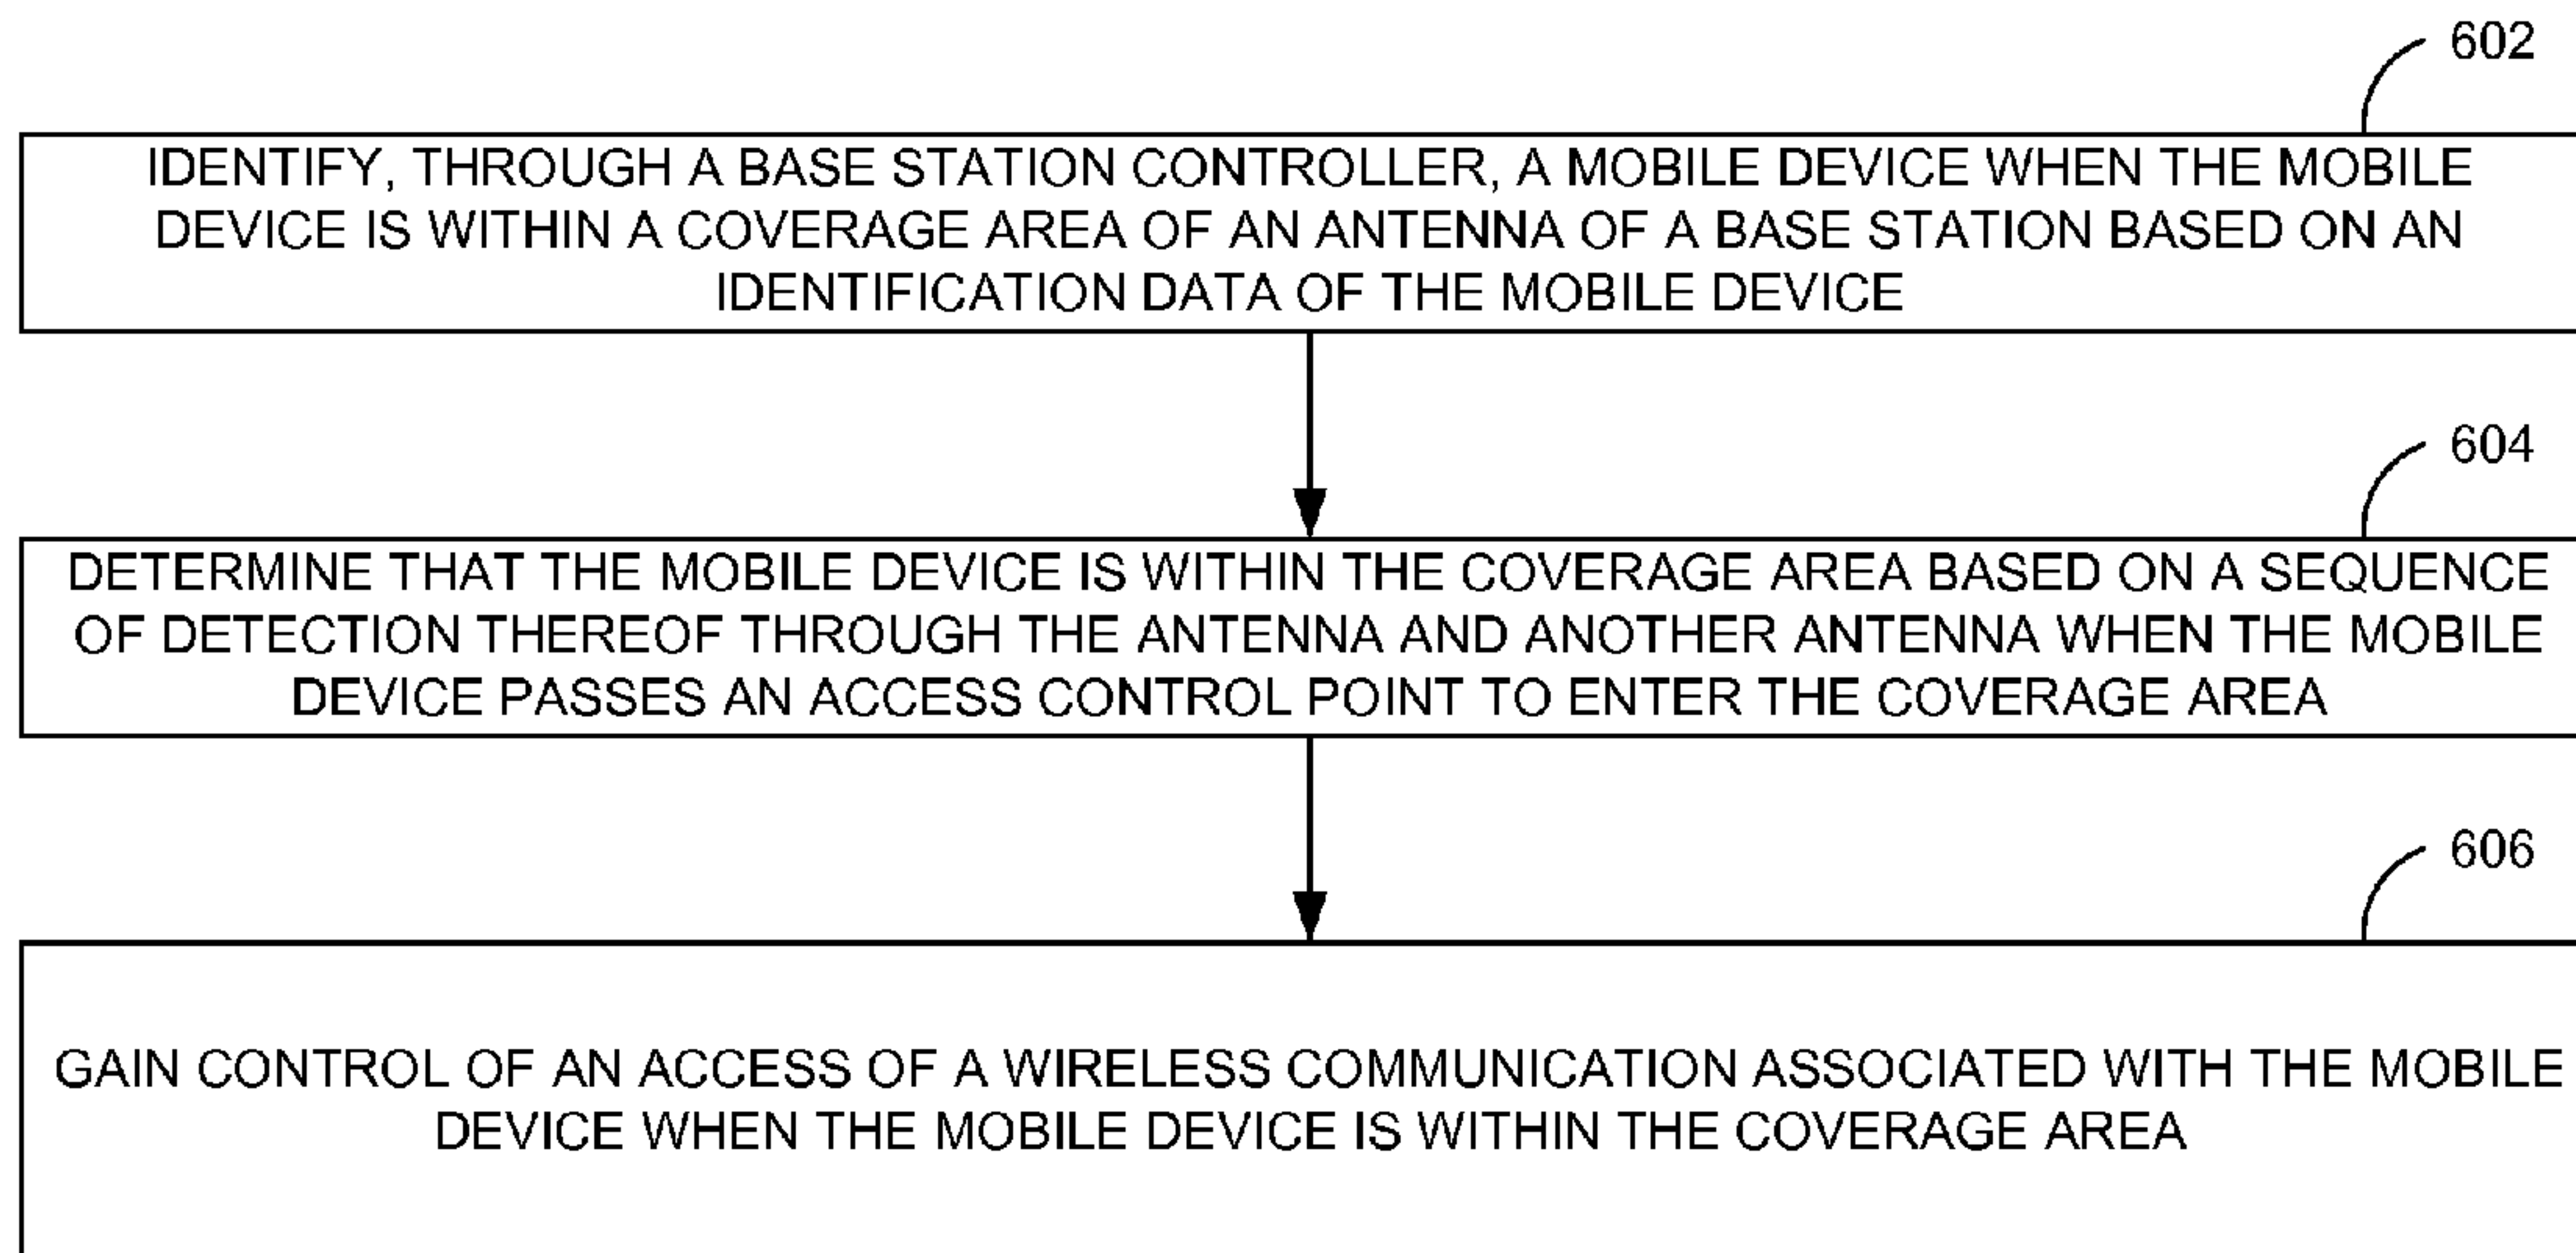 602
IDENTIFY, THROUGH A BASE STATION CONTROLLER, A MOBILE DEVICE WHEN THE MOBILE
DEVICE IS WITHIN A COVERAGE AREA OF AN ANTENNA OF A BASE STATION BASED ON AN
IDENTIFICATION DATA OF THE MOBILE DEVICE
604
DETERMINE THAT THE MOBILE DEVICE IS WITHIN THE COVERAGE AREA BASED ON A SEQUENCE
OF DETECTION THEREOF THROUGH THE ANTENNA AND ANOTHER ANTENNA WHEN THE MOBILE
DEVICE PASSES AN ACCESS CONTROL POINT TO ENTER THE COVERAGE AREA
606
GAIN CONTROL OF AN ACCESS OF A WIRELESS COMMUNICATION ASSOCIATED WITH THE MOBILE
DEVICE WHEN THE MOBILE DEVICE IS WITHIN THE COVERAGE AREA